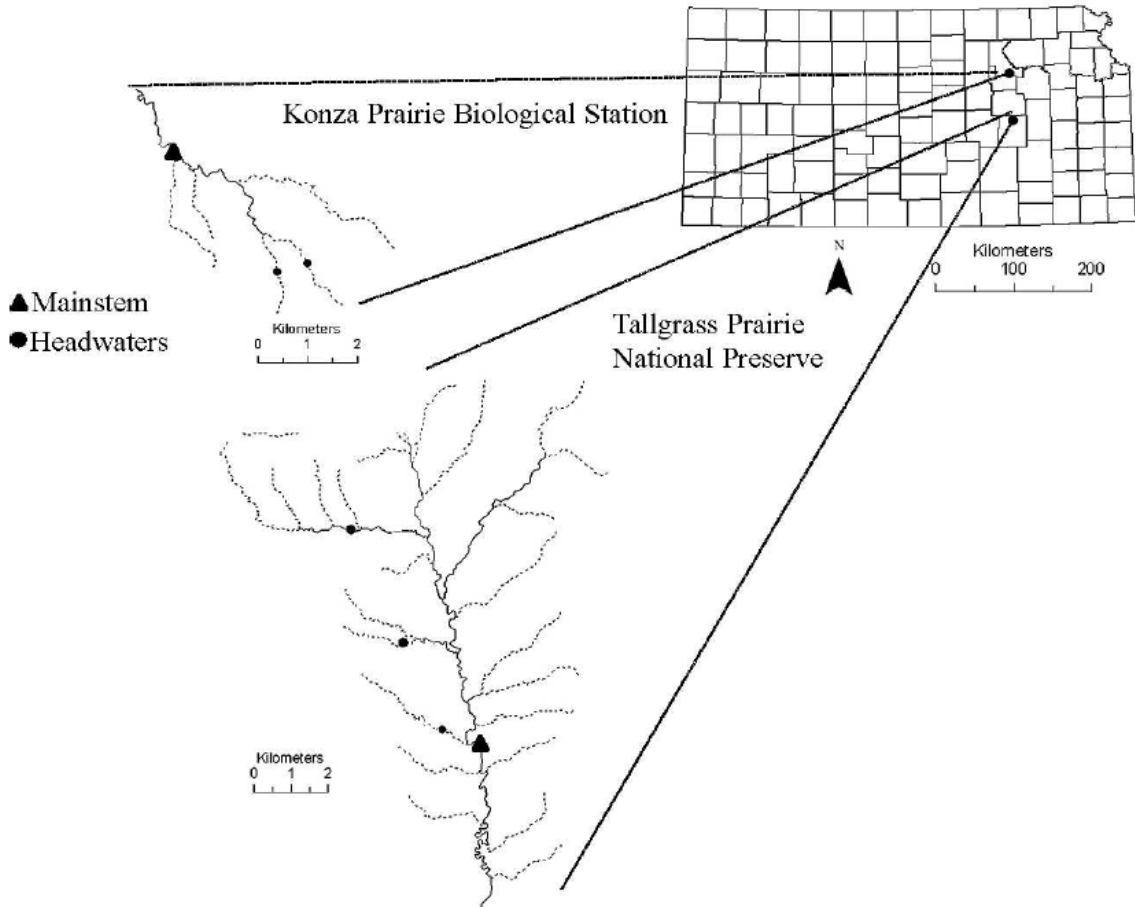 Konza Prairie Biological Station
N
Kilometers
0 100 200
Mainstem
Headwaters
Kilometers
0 1 2
Tallgrass Prairie
National Preserve
Kilometers
0 1 2